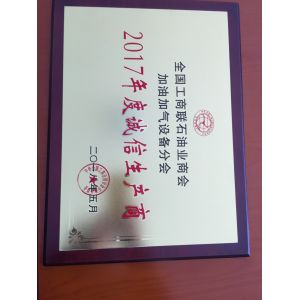 全国工商联石油业商会
加油加气设备分会
2017年度诚信生产商
二〇一八年五月